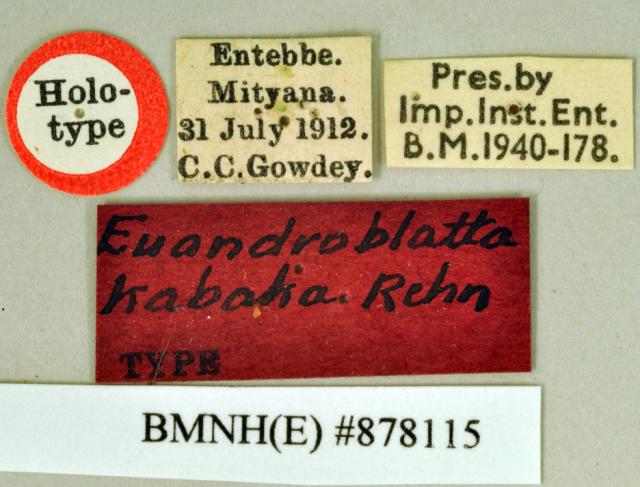 Holo-
type
Entebbe.
Mityana.
31 July 1912.
C.C.Gowdey.
Pres.by
Imp.Inst.Ent.
B.M.1940-178.
Euandroblatta
kabaka. Rehn
TYPE
BMNH(E) #878115